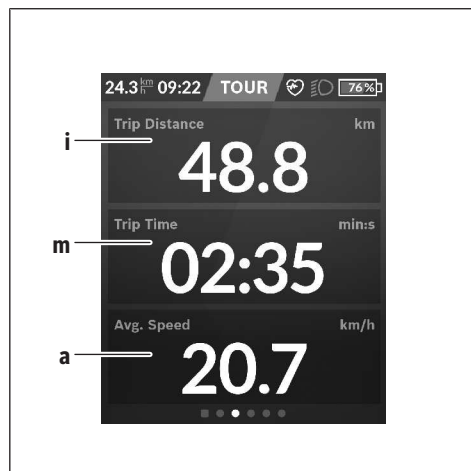 24.3 km/h 09:22 TOUR 76%
Trip Distance km
i
48.8
Trip Time min:s
m
02:35
Avg. Speed km/h
a
20.7